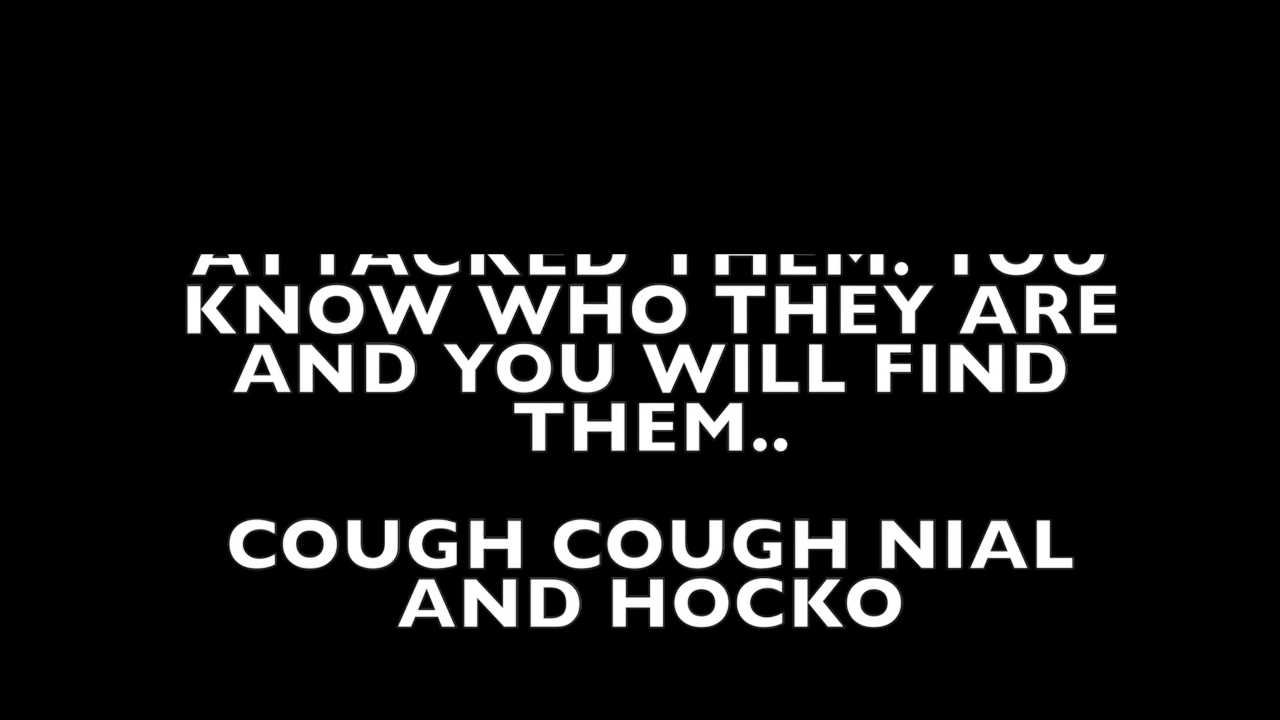 ATTACKED THEM. YOU
KNOW WHO THEY ARE
AND YOU WILL FIND
THEM..
COUGH COUGH NIAL
AND HOCKO